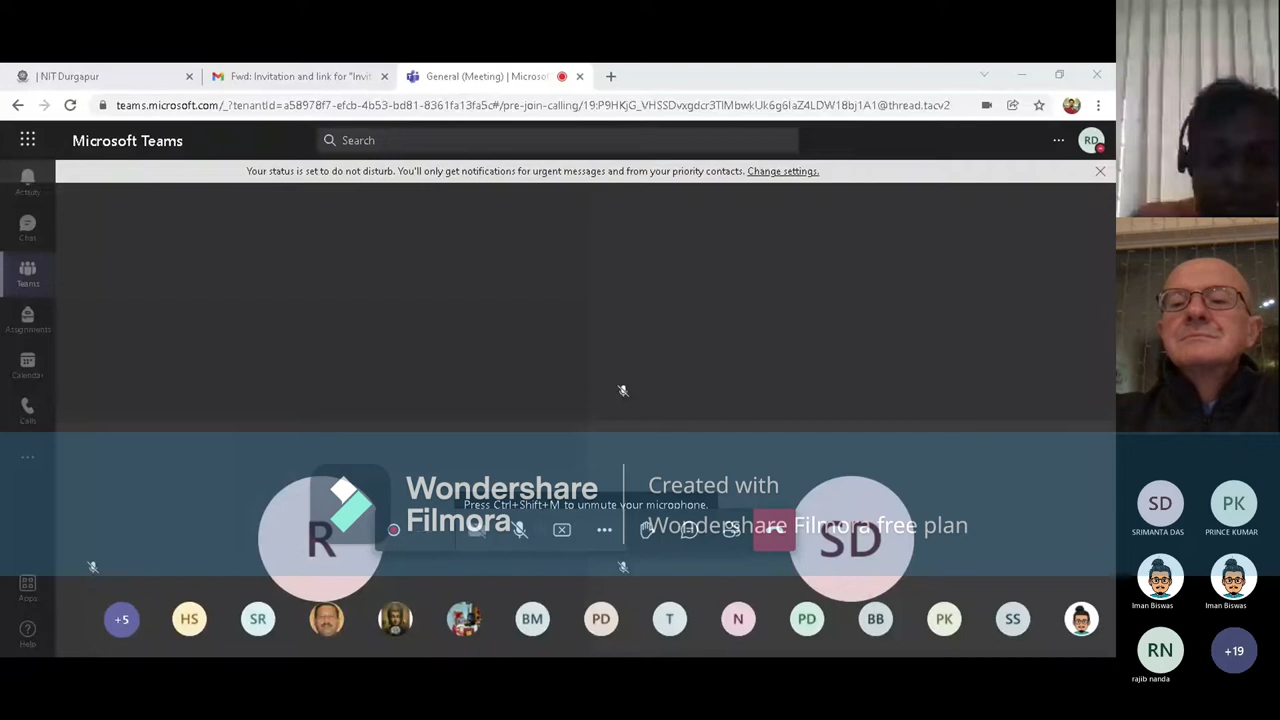 | NIT Durgapur
Fwd: Invitation and link for "Invit
General (Meeting) | Microsof
teams.microsoft.com/_?tenantId=a58978f7-efcb-4b53-bd81-8361fa13fa5c#/pre-join-calling/19:P9HKjG_VHSSDvxgdcr3TlMbwkUk6g6IaZ4LDW18bj1A1@thread.tacv2
Microsoft Teams
Search
RD
Your status is set to do not disturb. You'll only get notifications for urgent messages and from your priority contacts. Change settings.
Activity
Chat
Teams
Assignments
Calendar
Calls
Wondershare
Filmora
Created with
Wondershare Filmora free plan
Press Ctrl+Shift+M to unmute your microphone.
R
SD
Apps
Help
+5
HS
SR
BM
PD
T
N
PD
BB
PK
SS
SD
SRIMANTA DAS
PK
PRINCE KUMAR
Iman Biswas
Iman Biswas
RN
rajib nanda
+19